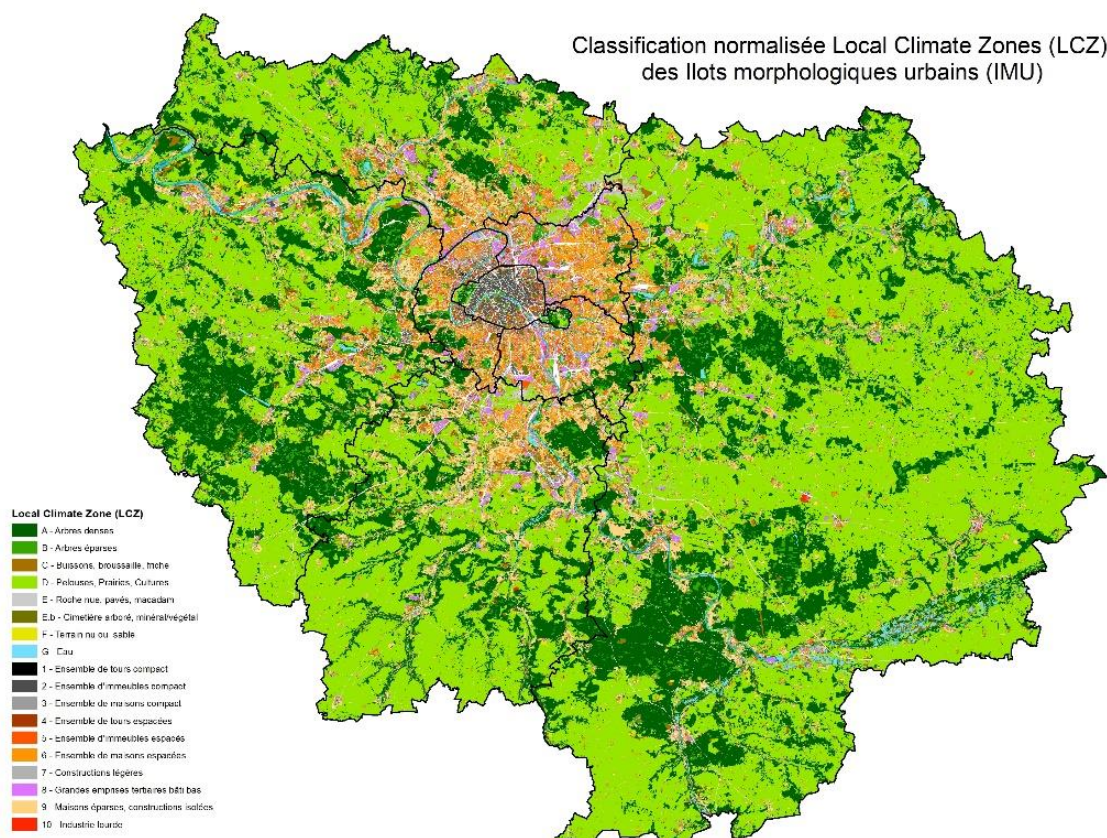 Classification normalisée Local Climate Zones (LCZ)
des Ilots morphologiques urbains (IMU)
Local Climate Zone (LCZ)
A - Arbres denses
B - Arbres éparses
C - Buissons, broussaille, friche
D - Pelouses, Prairies, Cultures
E - Roche nue, pavés, macadam
E.b - Cimetière arboré, minéral/végétal
F - Terrain nu ou sable
G - Eau
1 - Ensemble de tours compact
2 - Ensemble d'immeubles compact
3 - Ensemble de maisons compact
4 - Ensemble de tours espacées
5 - Ensemble d'immeubles espacés
6 - Ensemble de maisons espacées
7 - Constructions légères
8 - Grandes emprises tertiaires bâti bas
9 - Maisons éparses, constructions isolées
10 - Industrie lourde